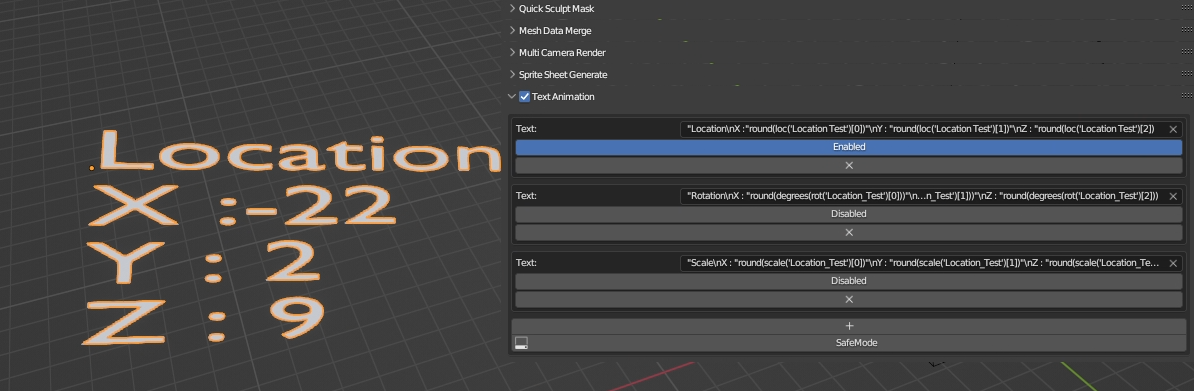 Quick Sculpt Mask
Mesh Data Merge
Multi Camera Render
Sprite Sheet Generate
Text Animation
Text: "Location\nX :"round(loc('Location Test')[0])"\nY : "round(loc('Location Test')[1])"\nZ : "round(loc('Location Test')[2])
Enabled
Text: "Rotation\nX : "round(degrees(rot('Location_Test')[0]))"\n...n_Test')[1]))"\nZ : "round(degrees(rot('Location_Test')[2]))
Disabled
Text: "Scale\nX : "round(scale('Location_Test')[0])"\nY : "round(scale('Location_Test')[1])"\nZ : "round(scale('Location_Te...
Disabled
+
SafeMode
Location
X :-22
Y : 2
Z : 9